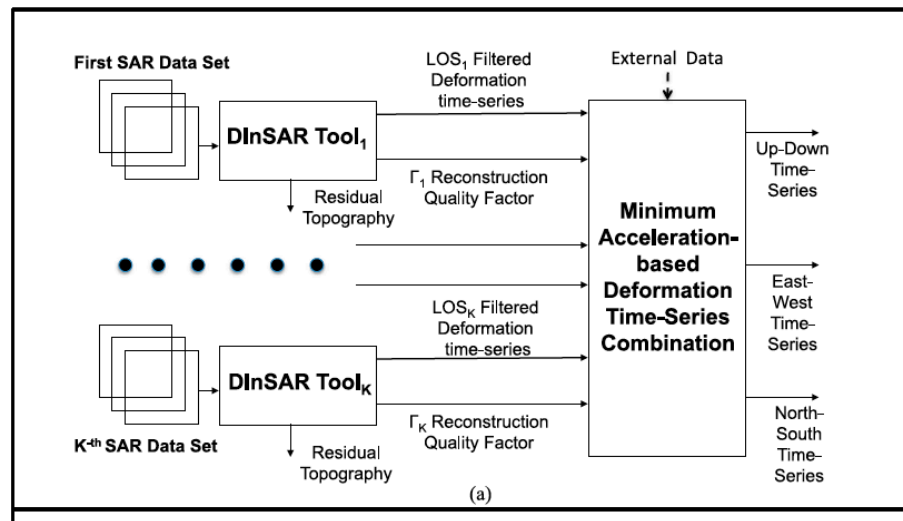 First SAR Data Set
DInSAR Tool1
LOS1 Filtered
Deformation
time-series
Γ1 Reconstruction
Quality Factor
Residual
Topography
External Data
Minimum
Acceleration-
based
Deformation
Time-Series
Combination
Up-Down
Time-
Series
East-
West
Time-
Series
North-
South
Time-
Series
LOSK Filtered
Deformation
time-series
DInSAR ToolK
ΓK Reconstruction
Quality Factor
K-th SAR Data Set
Residual
Topography
(a)